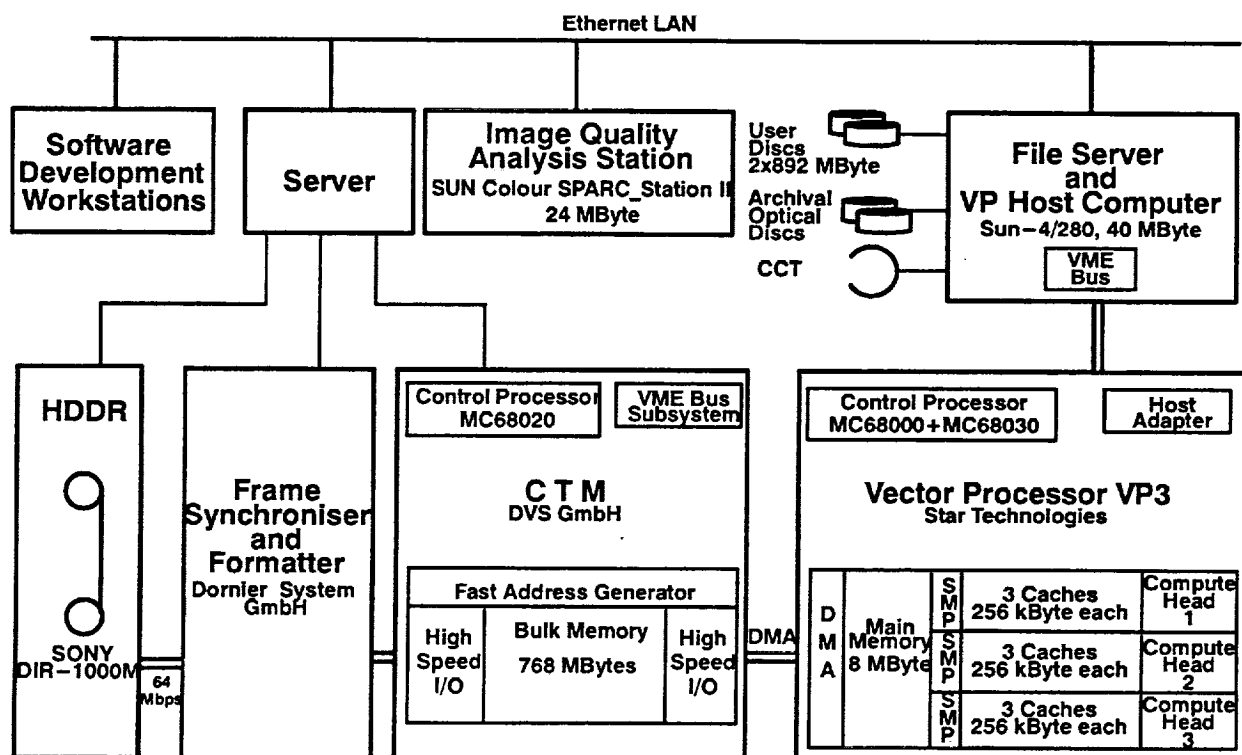 Ethernet LAN
Software
Development
Workstations
Server
Image Quality
Analysis Station
SUN Colour SPARC_Station II
24 MByte
User
Discs
2x892 MByte
Archival
Optical
Discs
CCT
File Server
and
VP Host Computer
Sun-4/280, 40 MByte
VME
Bus
HDDR
SONY
DIR-1000M
64
Mbps
Frame
Synchroniser
and
Formatter
Dornier System
GmbH
Control Processor
MC68020
VME Bus
Subsystem
C T M
DVS GmbH
Fast Address Generator
High
Speed
I/O
Bulk Memory
768 MBytes
High
Speed
I/O
DMA
Control Processor
MC68000+MC68030
Host
Adapter
Vector Processor VP3
Star Technologies
D
M
A
Main
Memory
8 MByte
S
M
P
3 Caches
256 kByte each
Compute
Head
1
S
M
P
3 Caches
256 kByte each
Compute
Head
2
S
M
P
3 Caches
256 kByte each
Compute
Head
3